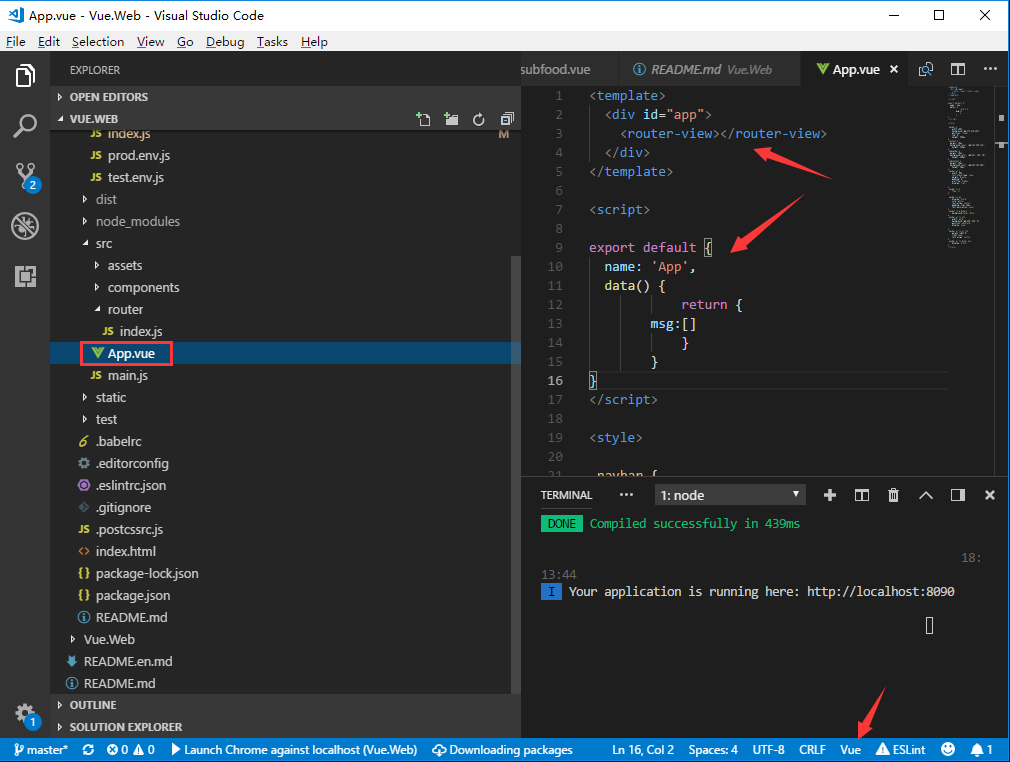 App.vue - Vue.Web - Visual Studio Code
File Edit Selection View Go Debug Tasks Help
EXPLORER
OPEN EDITORS
VUE.WEB
JS index.js M
JS prod.env.js
JS test.env.js
dist
node_modules
src
assets
components
router
JS index.js
App.vue
JS main.js
static
test
.babelrc
.editorconfig
.eslintrc.json
.gitignore
JS .postcssrc.js
<> index.html
{} package-lock.json
{} package.json
README.md
Vue.Web
README.en.md
README.md
OUTLINE
SOLUTION EXPLORER
2
1
subfood.vue README.md Vue.Web App.vue
1 <template>
2 <div id="app">
3 <router-view></router-view>
4 </div>
5 </template>
6
7 <script>
8
9 export default {
10 name: 'App',
11 data() {
12 return {
13 msg:[]
14 }
15 }
16 }
17 </script>
18
19 <style>
20
21 .navbar {
TERMINAL ... 1: node
DONE Compiled successfully in 439ms
18:
13:44
I Your application is running here: http://localhost:8090
master* 0 0 Launch Chrome against localhost (Vue.Web) Downloading packages Ln 16, Col 2 Spaces: 4 UTF-8 CRLF Vue ESLint 1